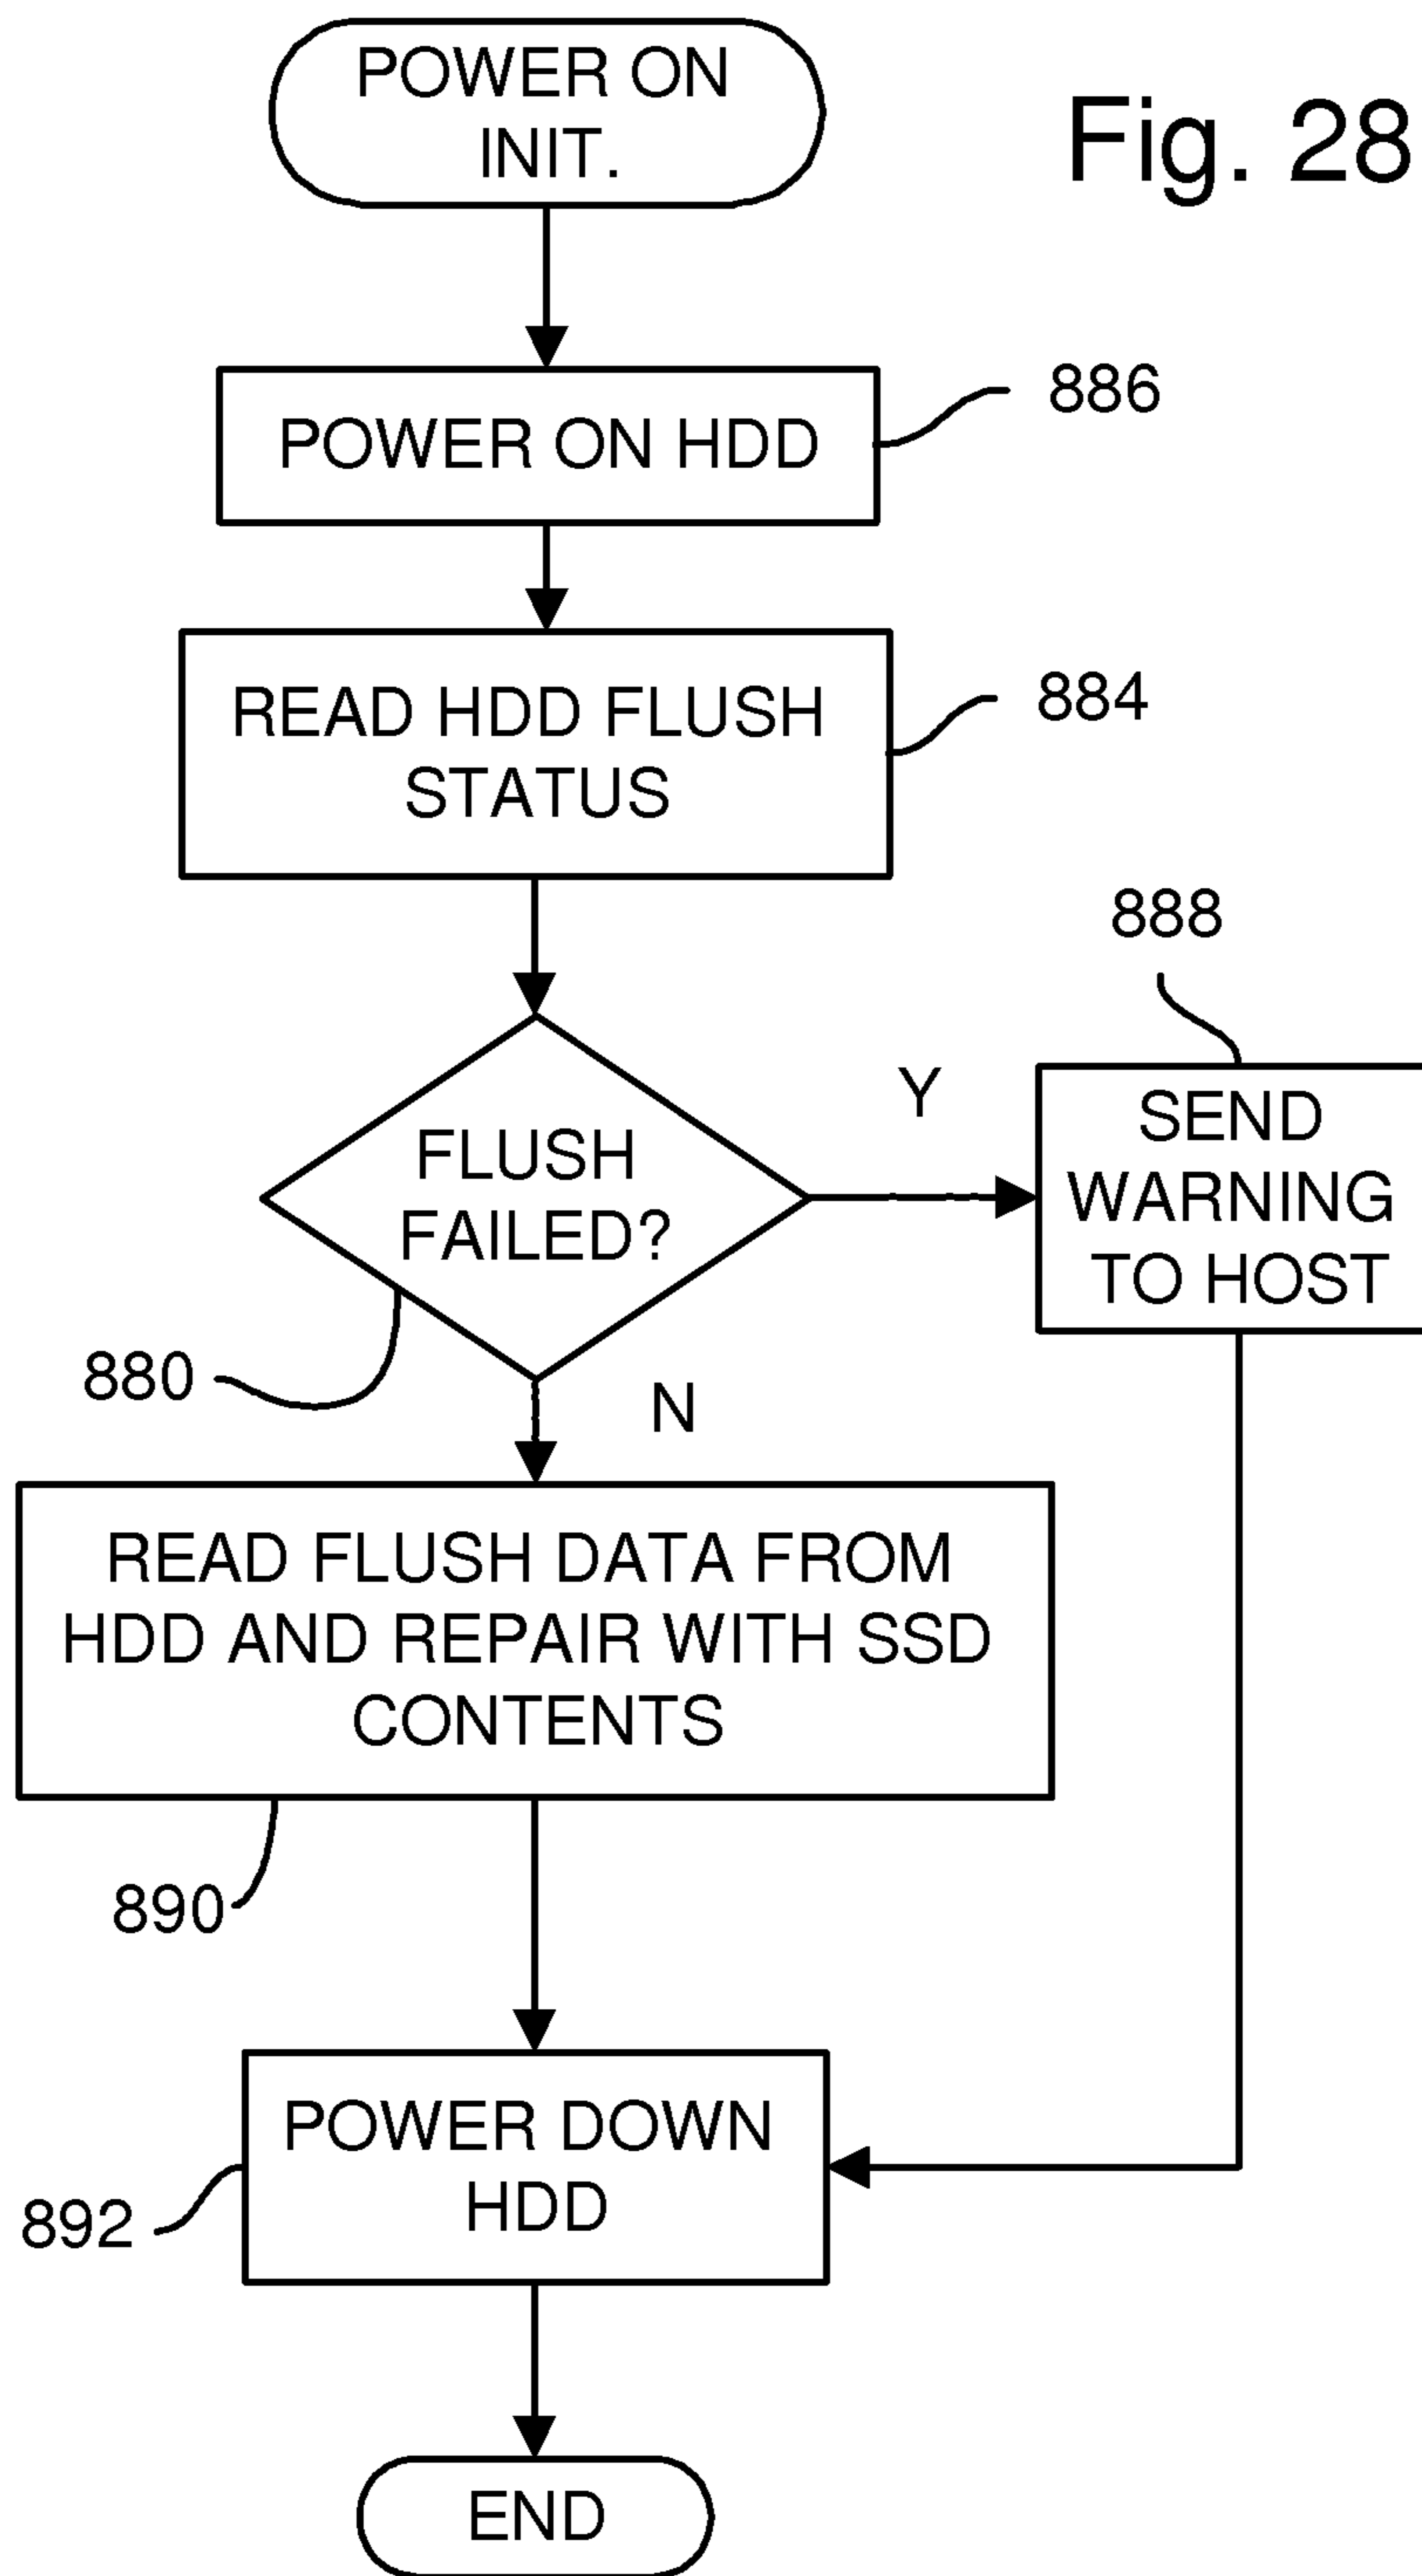 POWER ON
INIT.
Fig. 28
POWER ON HDD
886
READ HDD FLUSH
STATUS
884
888
FLUSH
FAILED?
Y
SEND
WARNING
TO HOST
880
N
READ FLUSH DATA FROM
HDD AND REPAIR WITH SSD
CONTENTS
890
POWER DOWN
HDD
892
END